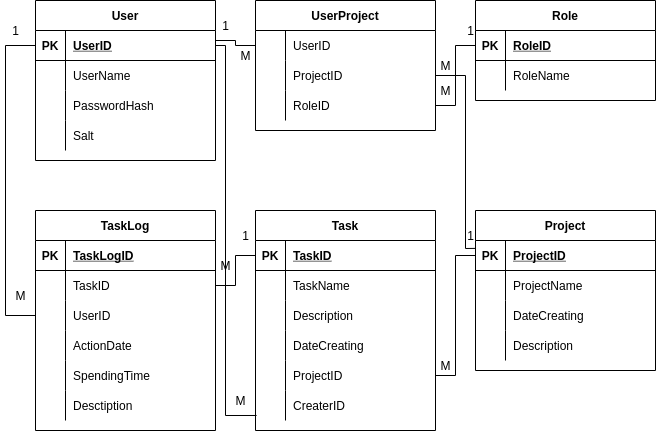 User
PK UserID
UserName
PasswordHash
Salt
UserProject
UserID
ProjectID
RoleID
Role
PK RoleID
RoleName
1
1
M
1
M
M
TaskLog
PK TaskLogID
TaskID
UserID
ActionDate
SpendingTime
Desctiption
Task
PK TaskID
TaskName
Description
DateCreating
ProjectID
CreaterID
Project
PK ProjectID
ProjectName
DateCreating
Description
1
1
M
M
M
M